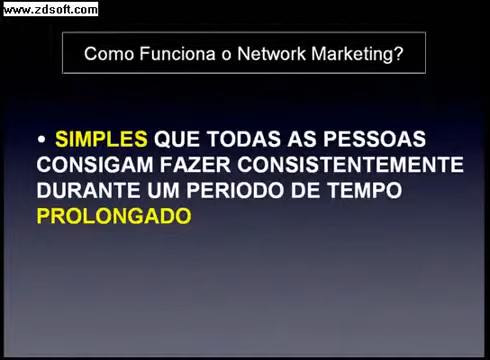 www.zdsoft.com
Como Funciona o Network Marketing?
• SIMPLES QUE TODAS AS PESSOAS
CONSIGAM FAZER CONSISTENTEMENTE
DURANTE UM PERIODO DE TEMPO
PROLONGADO